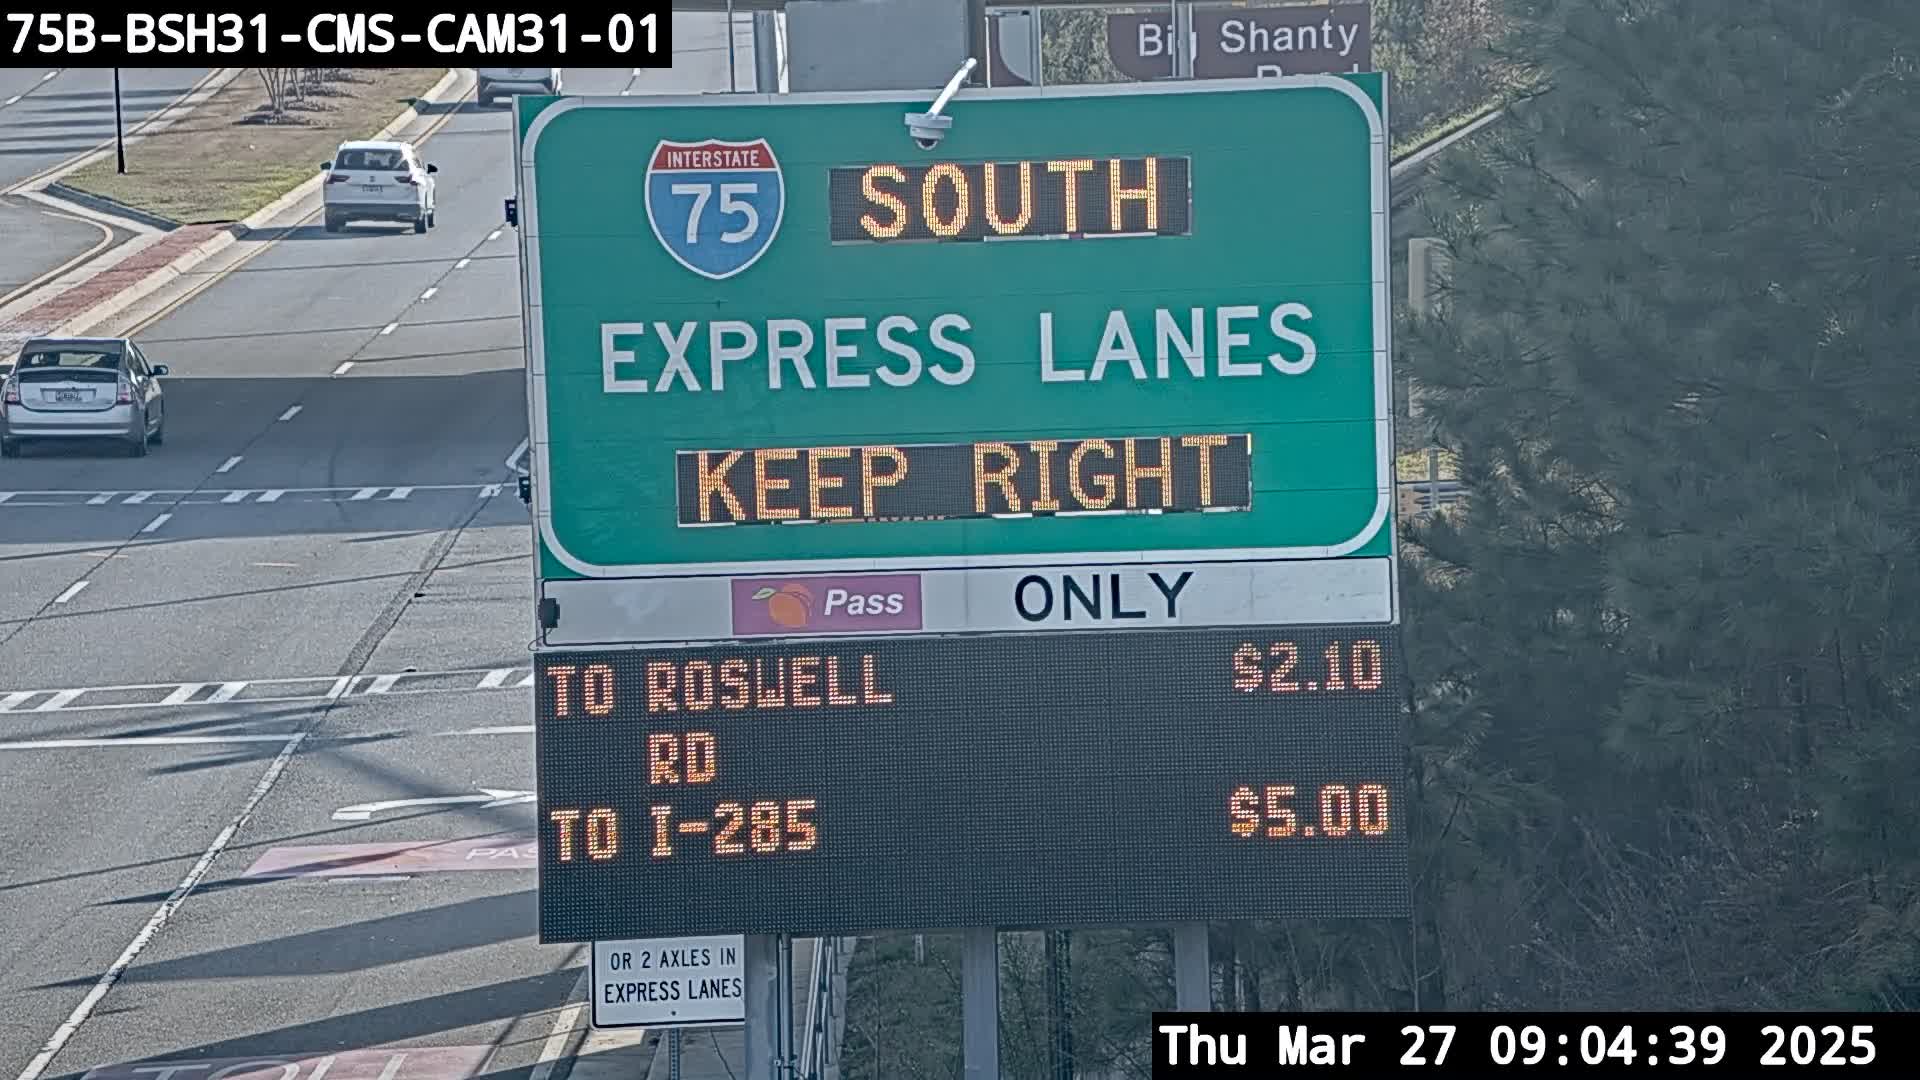 75B-BSH31-CMS-CAM31-01
Big Shanty
INTERSTATE
75
SOUTH
EXPRESS LANES
KEEP RIGHT
Pass ONLY
TO ROSWELL $2.10
RD
TO I-285 $5.00
OR 2 AXLES IN
EXPRESS LANES
TOLL
Thu Mar 27 09:04:39 2025